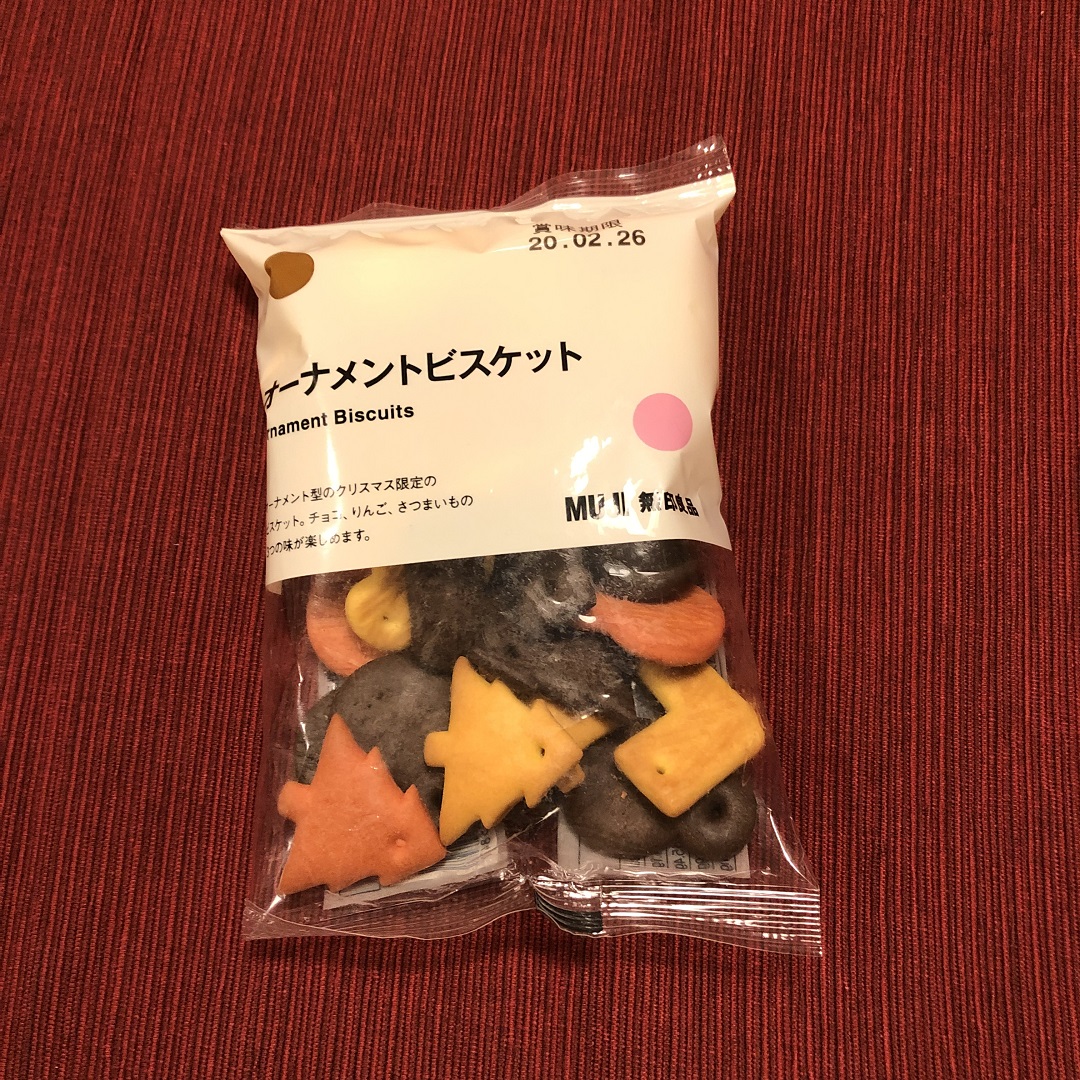 賞味期限
20.02.26
オーナメントビスケット
rnament Biscuits
ーナメント型のクリスマス限定の
スケット。チョコ、りんご、さつまいもの
つの味が楽しめます。
MUJI 無印良品